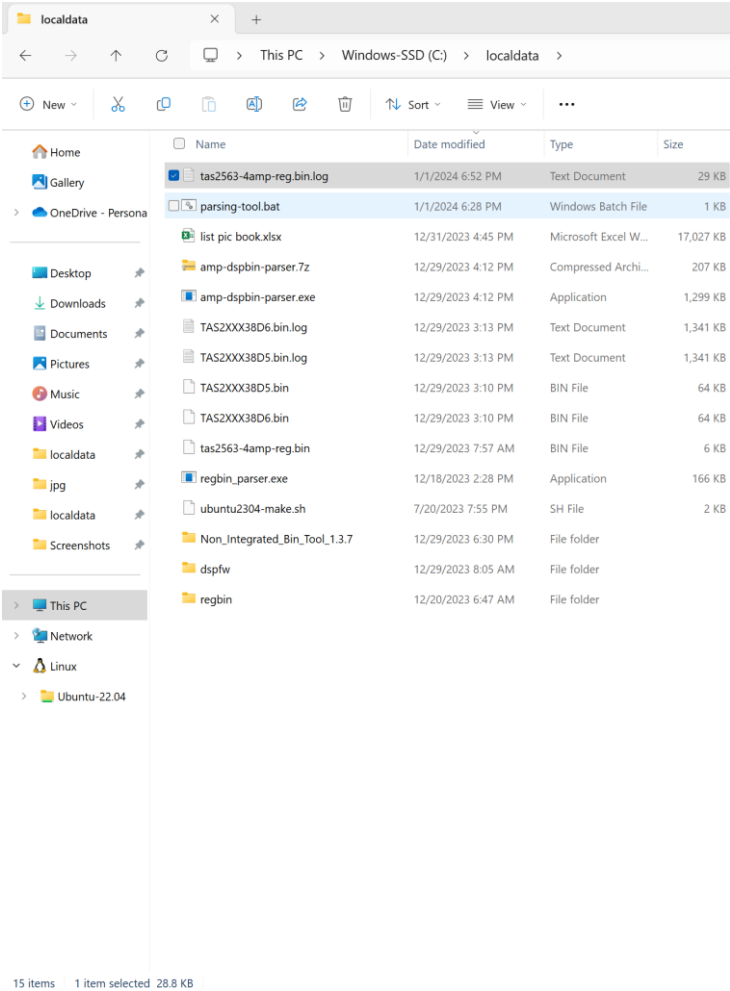 localdata
This PC Windows-SSD (C:) localdata
New Sort View
Home
Gallery
OneDrive - Persona
Desktop
Downloads
Documents
Pictures
Music
Videos
localdata
jpg
localdata
Screenshots
This PC
Network
Linux
Ubuntu-22.04
Name Date modified Type Size
tas2563-4amp-reg.bin.log 1/1/2024 6:52 PM Text Document 29 KB
parsing-tool.bat 1/1/2024 6:28 PM Windows Batch File 1 KB
list pic book.xlsx 12/31/2023 4:45 PM Microsoft Excel W... 17,027 KB
amp-dspbin-parser.7z 12/29/2023 4:12 PM Compressed Archi... 207 KB
amp-dspbin-parser.exe 12/29/2023 4:12 PM Application 1,299 KB
TAS2XXX38D6.bin.log 12/29/2023 3:13 PM Text Document 1,341 KB
TAS2XXX38D5.bin.log 12/29/2023 3:13 PM Text Document 1,341 KB
TAS2XXX38D5.bin 12/29/2023 3:10 PM BIN File 64 KB
TAS2XXX38D6.bin 12/29/2023 3:10 PM BIN File 64 KB
tas2563-4amp-reg.bin 12/29/2023 7:57 AM BIN File 6 KB
regbin_parser.exe 12/18/2023 2:28 PM Application 166 KB
ubuntu2304-make.sh 7/20/2023 7:55 PM SH File 2 KB
Non_Integrated_Bin_Tool_1.3.7 12/29/2023 6:30 PM File folder
dspfw 12/29/2023 8:05 AM File folder
regbin 12/20/2023 6:47 AM File folder
15 items 1 item selected 28.8 KB